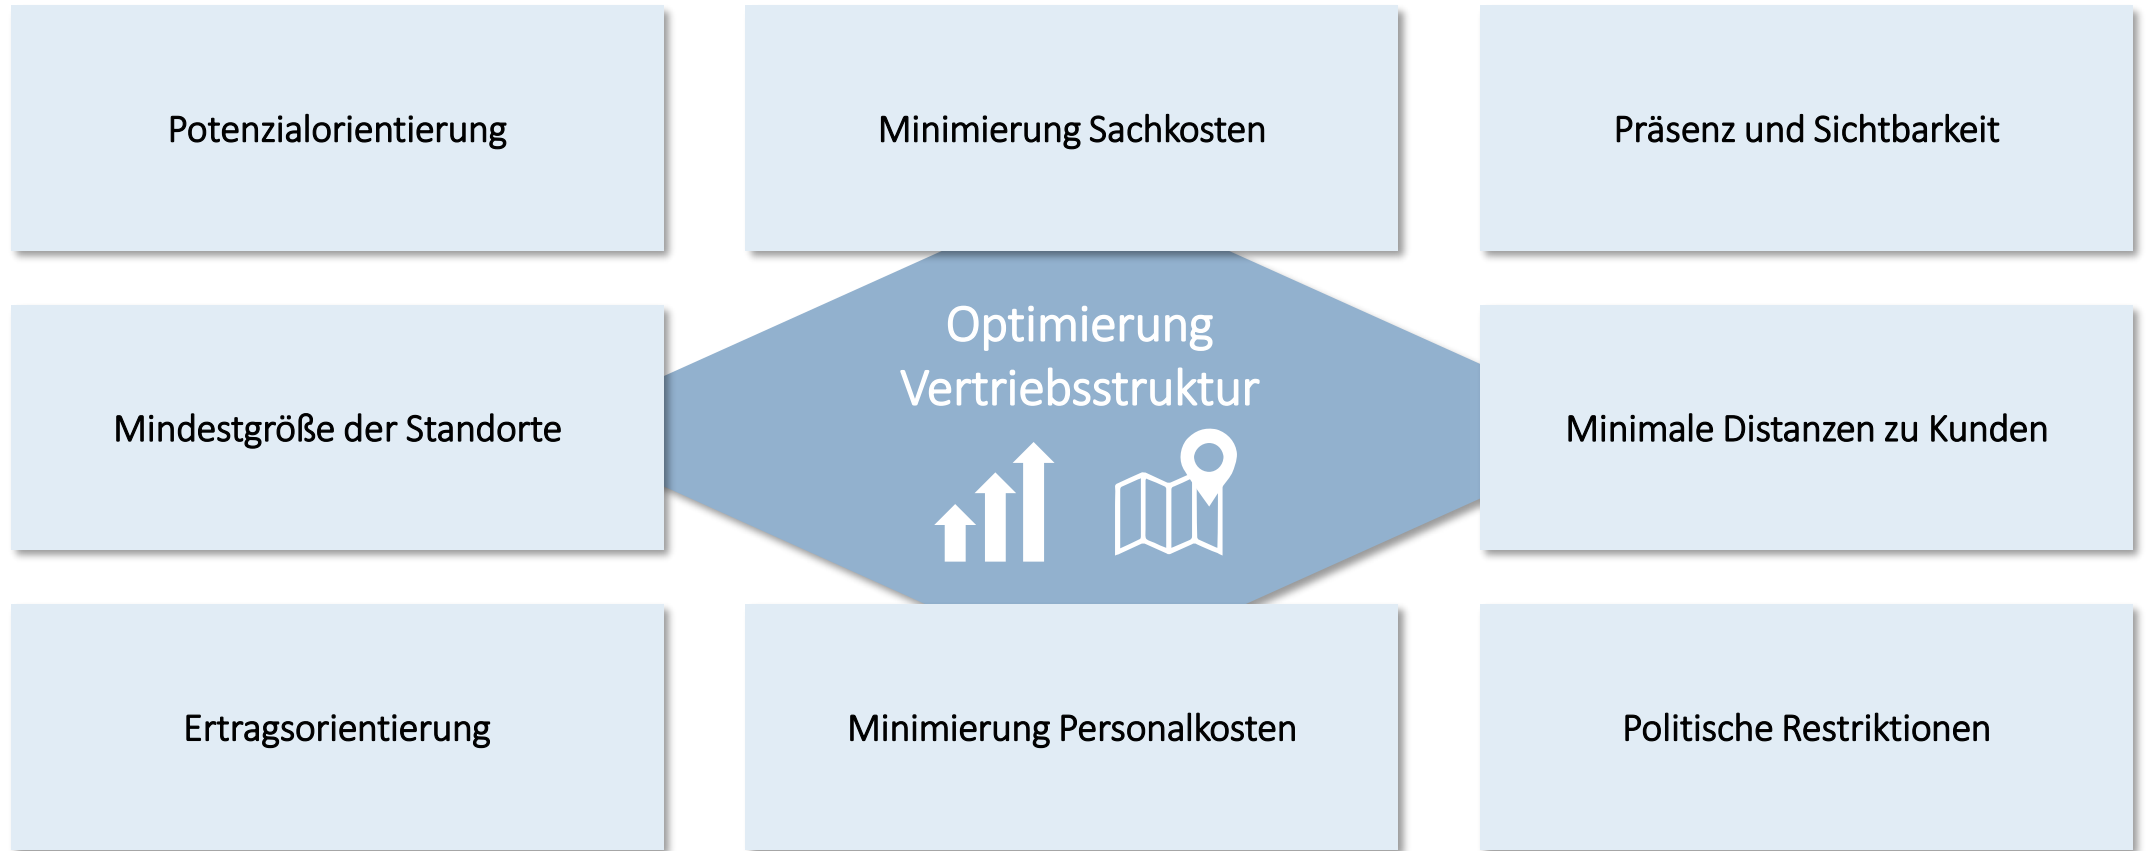 Potenzialorientierung
Minimierung Sachkosten
Präsenz und Sichtbarkeit
Optimierung
Vertriebsstruktur
Mindestgröße der Standorte
Minimale Distanzen zu Kunden
Ertragsorientierung
Minimierung Personalkosten
Politische Restriktionen